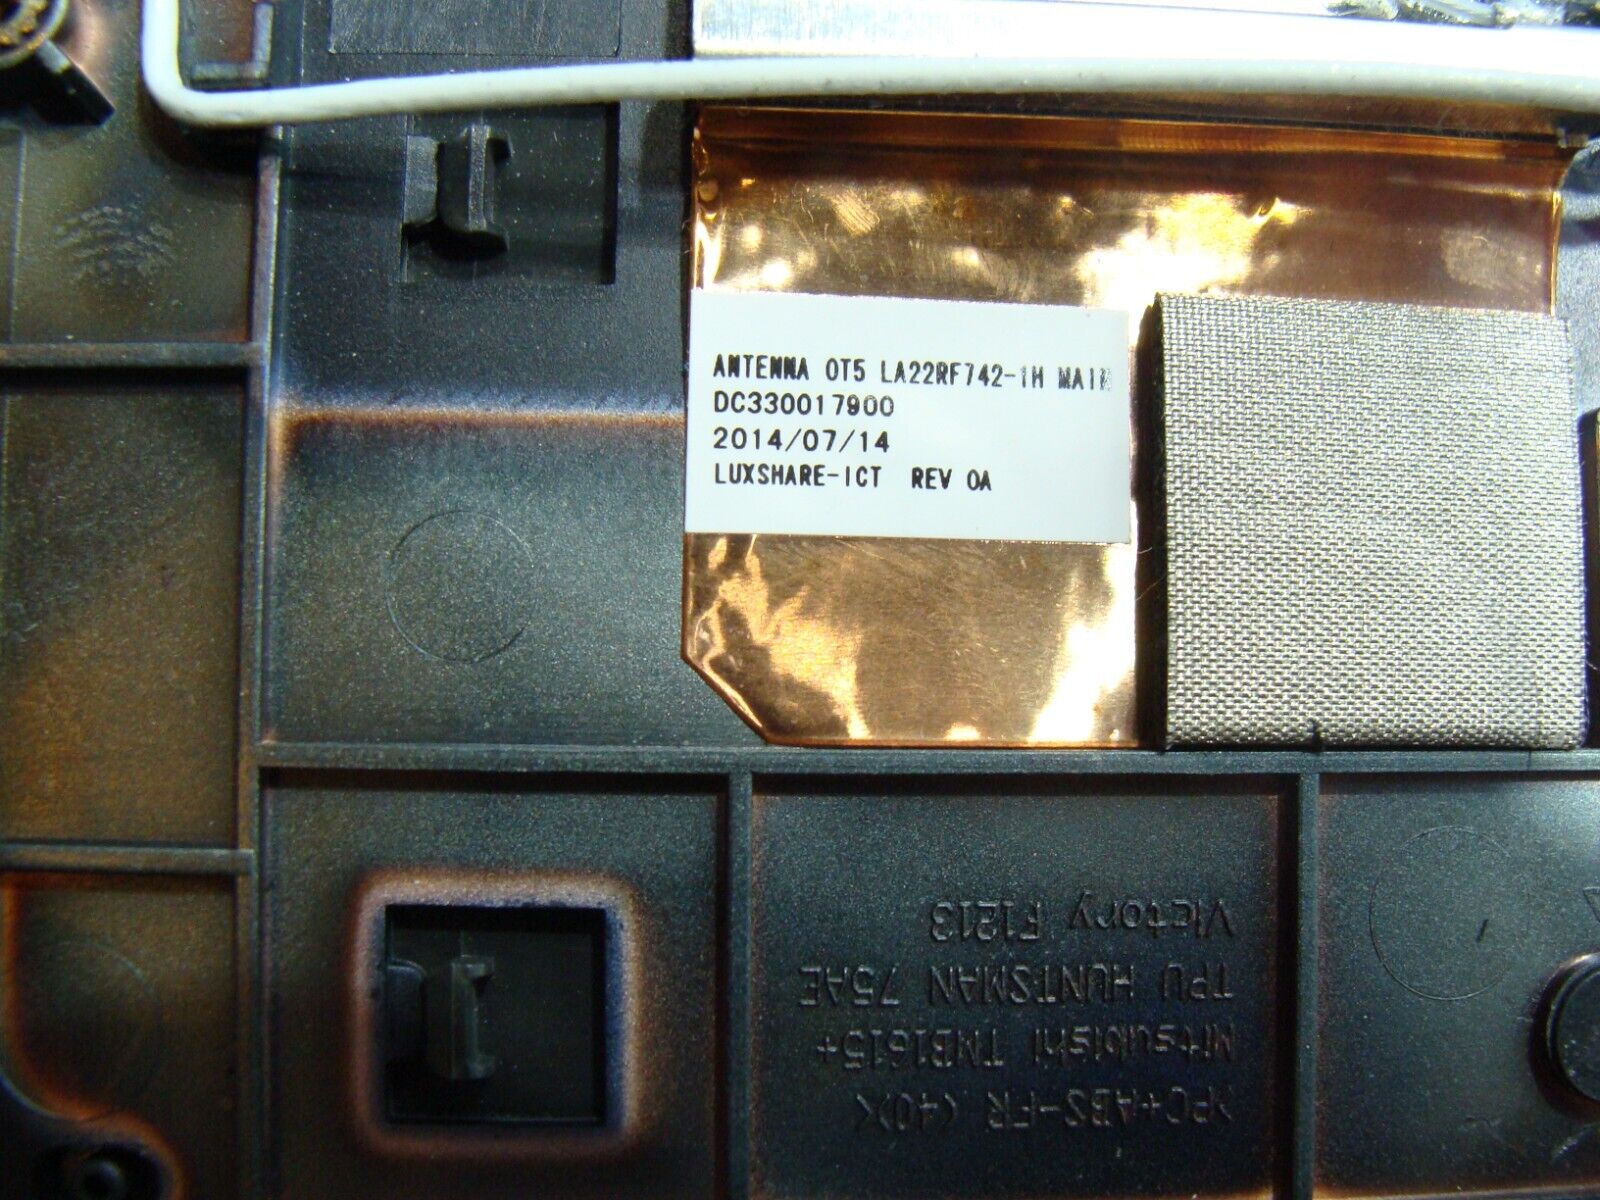 ANTENNA 0T5 LA22RF742-1H MAIN
DC330017900
2014/07/14
LUXSHARE-ICT REV 0A
>PC+ABS-FR (40)<
Mitsubishi TMB1615+
TPU HUNTSMAN 75AE
Victory F1213